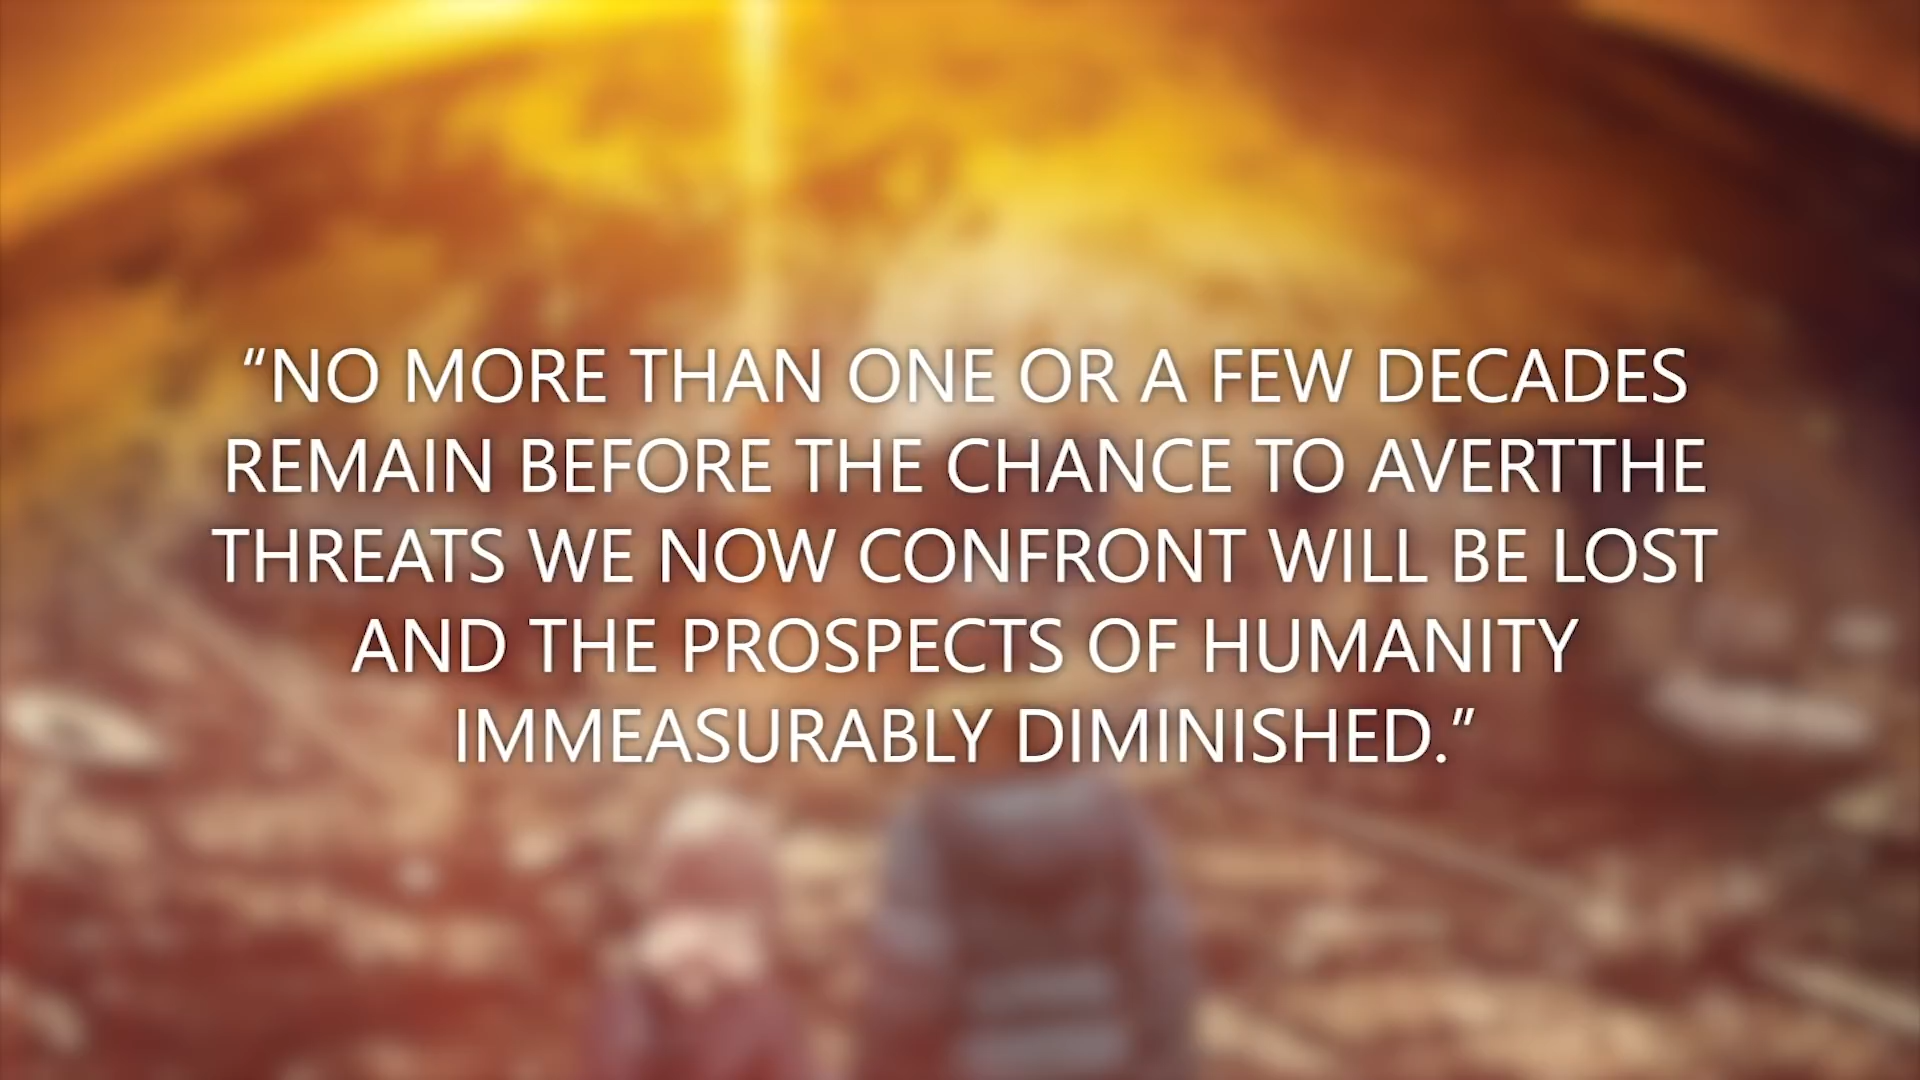 “NO MORE THAN ONE OR A FEW DECADES
REMAIN BEFORE THE CHANCE TO AVERTTHE
THREATS WE NOW CONFRONT WILL BE LOST
AND THE PROSPECTS OF HUMANITY
IMMEASURABLY DIMINISHED.”